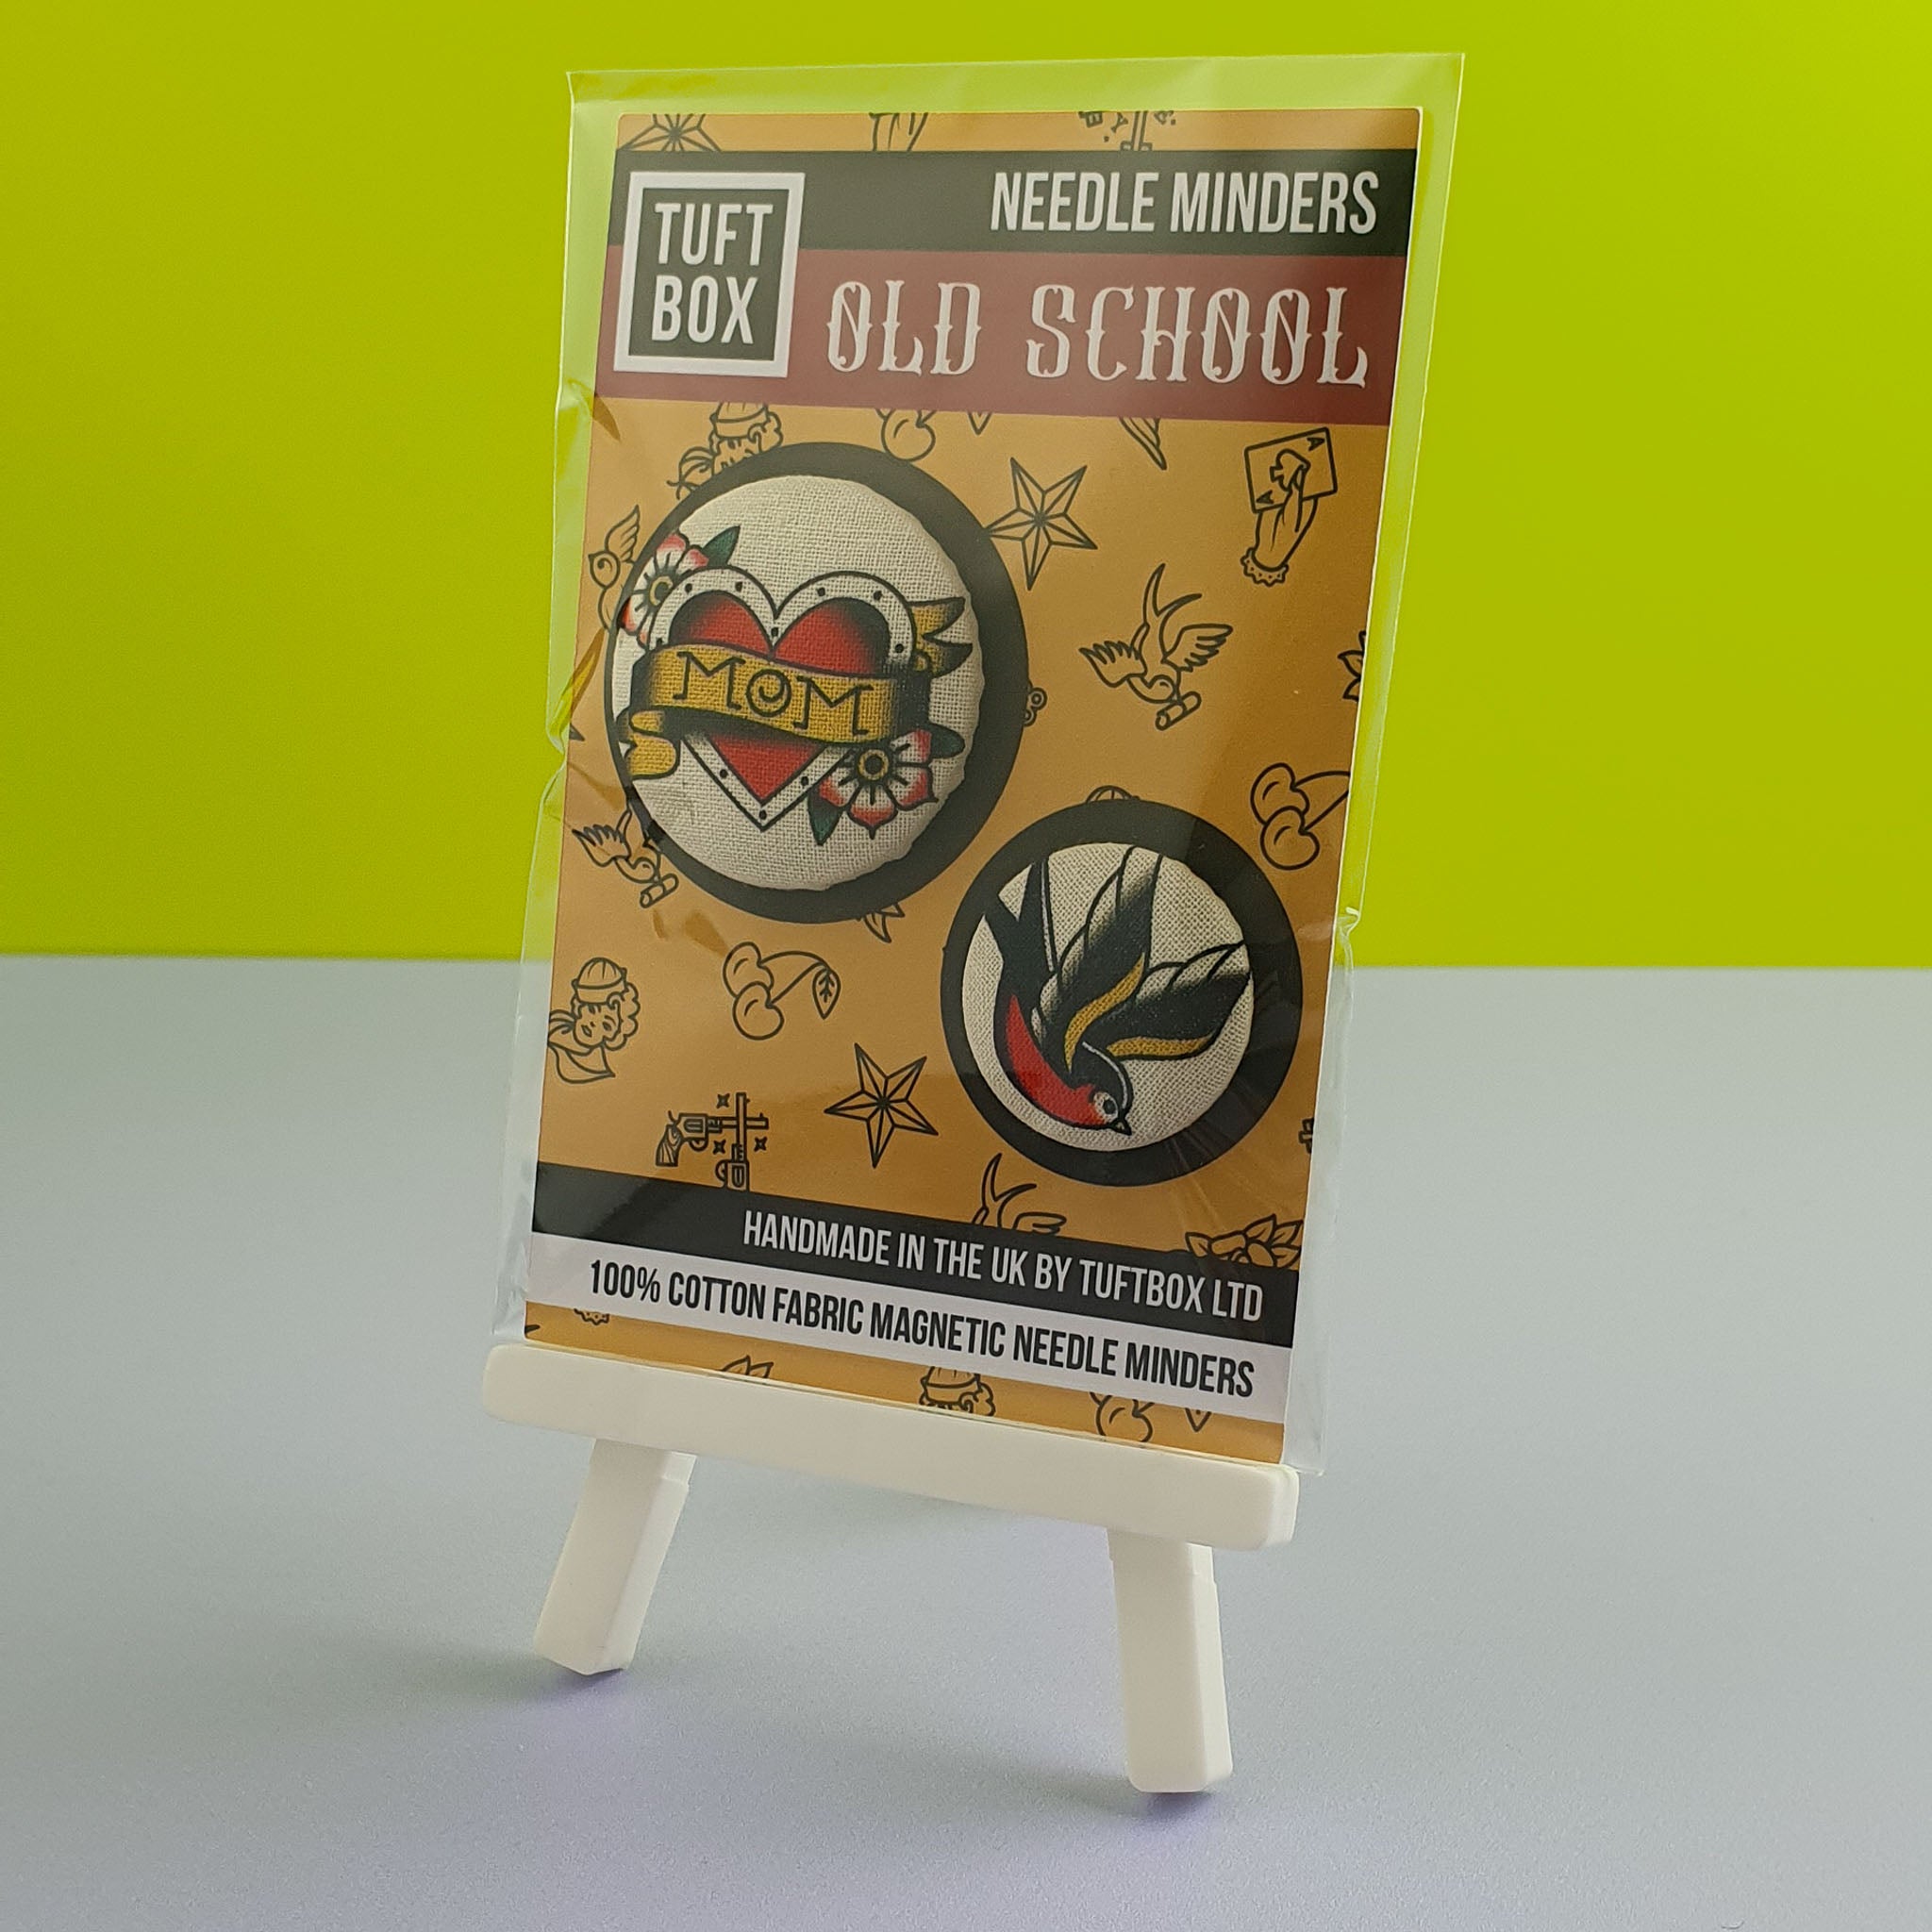 NEEDLE MINDERS
TUFT
BOX
OLD SCHOOL
A
A
MOM
HANDMADE IN THE UK BY TUFTBOX LTD
100% COTTON FABRIC MAGNETIC NEEDLE MINDERS